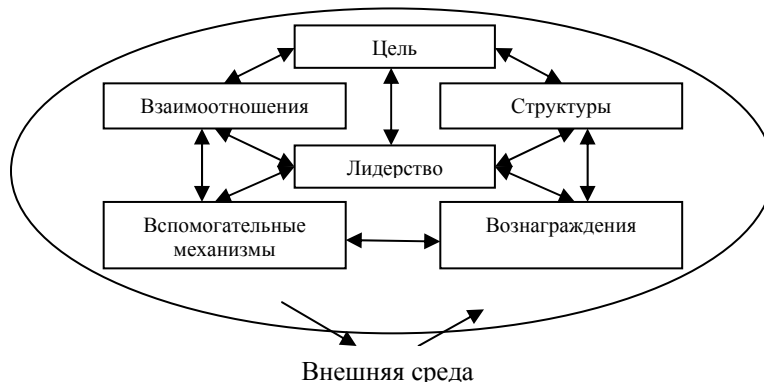 Цель
Взаимоотношения
Структуры
Лидерство
Вспомогательные
механизмы
Вознаграждения
Внешняя среда